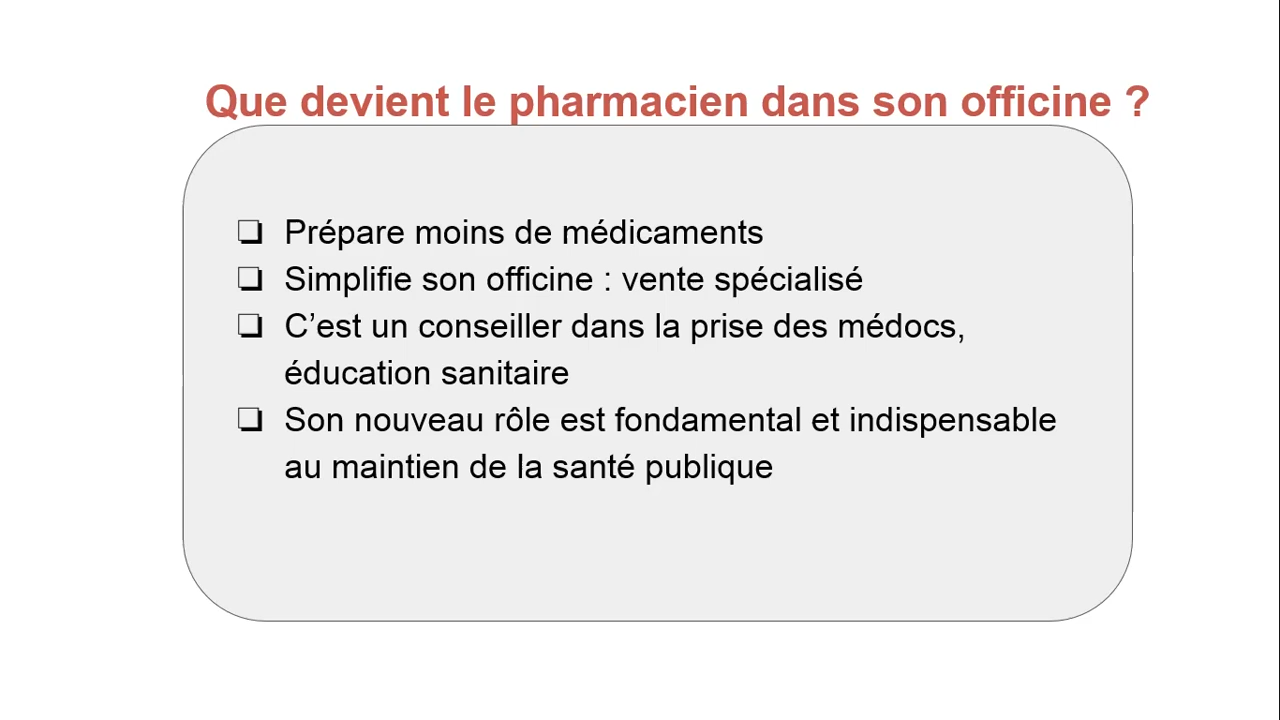 Que devient le pharmacien dans son officine ?
❏ Prépare moins de médicaments
❏ Simplifie son officine : vente spécialisé
❏ C’est un conseiller dans la prise des médocs,
éducation sanitaire
❏ Son nouveau rôle est fondamental et indispensable
au maintien de la santé publique